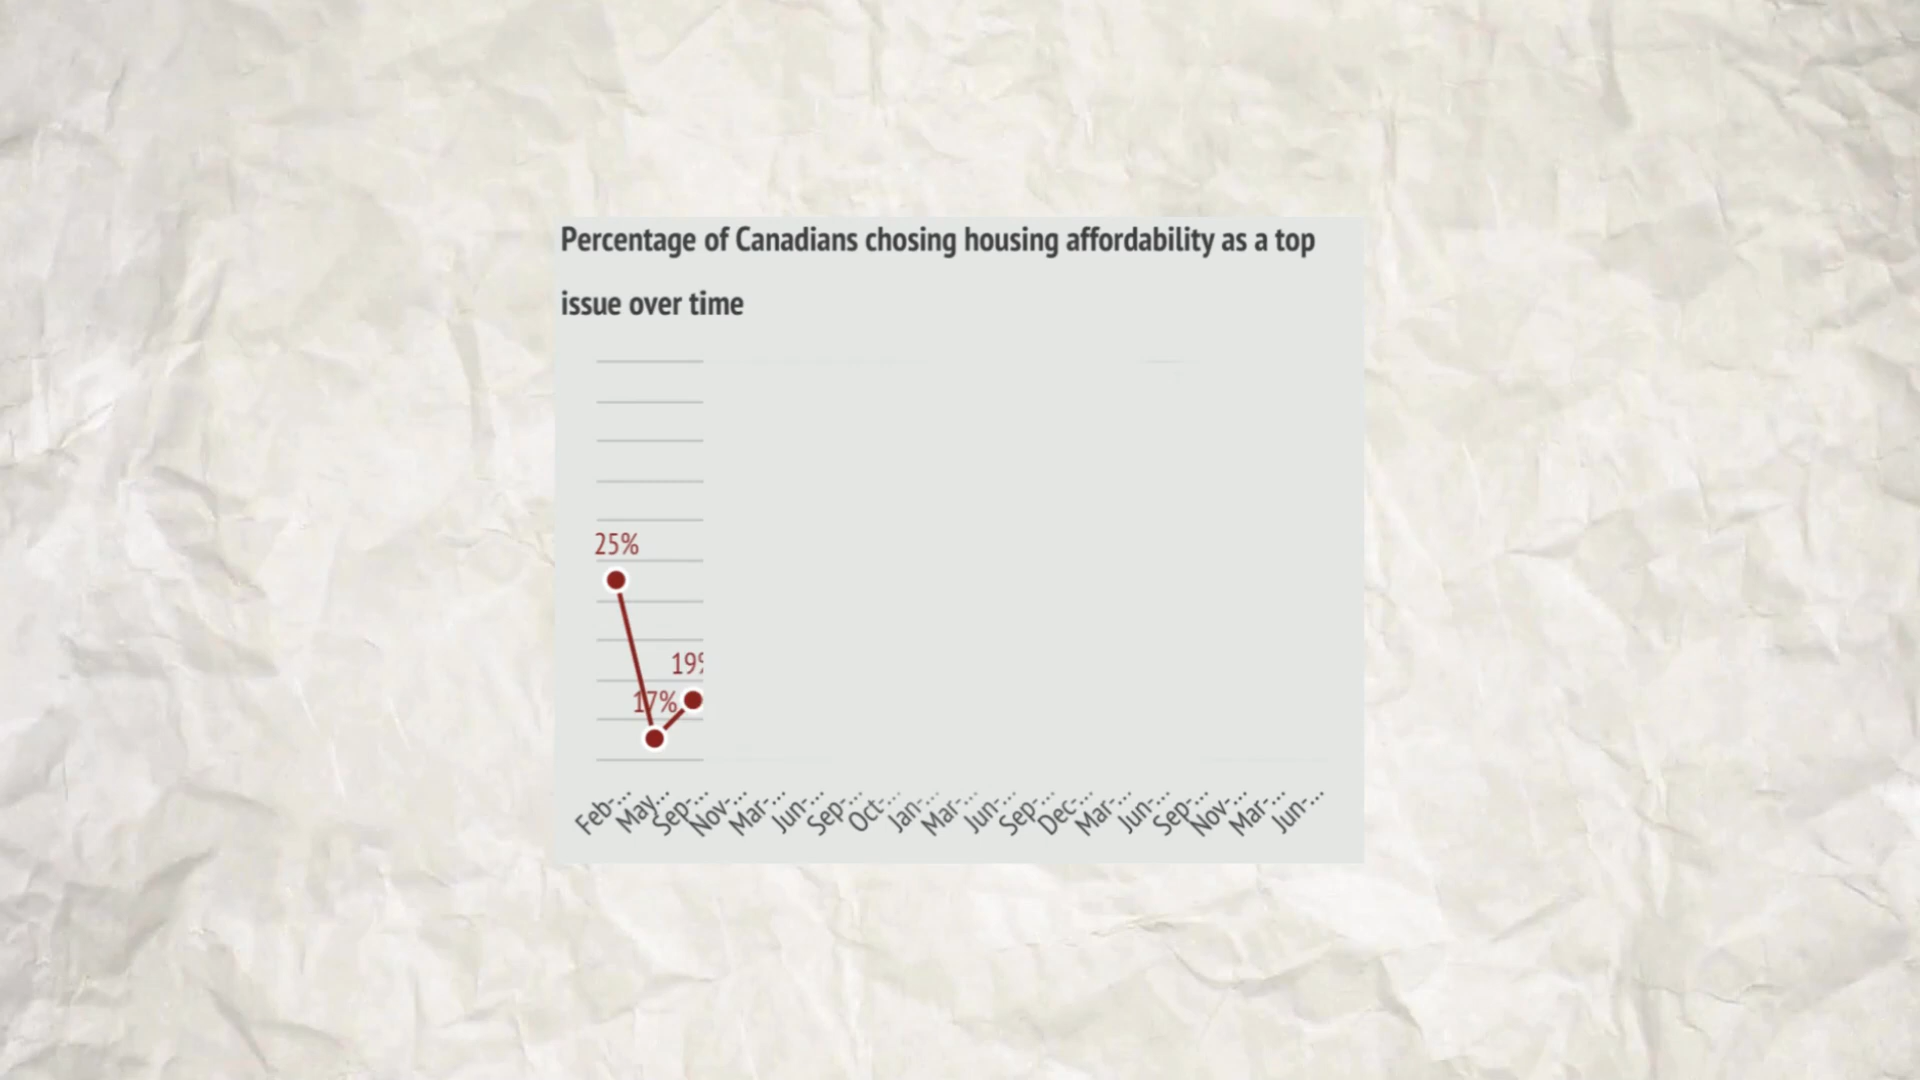 Percentage of Canadians chosing housing affordability as a top
issue over time
25%
19%
17%
Feb-...
May...
Sep-...
Nov-...
Mar-...
Jun-...
Sep-...
Oct-...
Jan-...
Mar-...
Jun-...
Sep-...
Dec-...
Mar-...
Jun-...
Sep-...
Nov-...
Mar-...
Jun-...